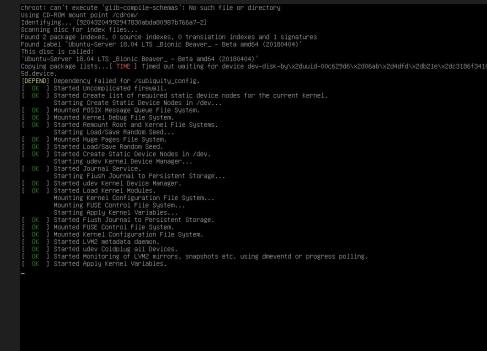 chroot: can't execute 'glib-compile-schemas': No such file or directory
Using CD-ROM mount point /cdrom/
Identifying... [92043204992947830abda80987b766a7-2]
Scanning disc for index files...
Found 2 package indexes, 0 source indexes, 0 translation indexes and 1 signatures
Found label 'Ubuntu-Server 18.04 LTS _Bionic Beaver_ - Beta amd64 (20180404)'
This disc is called:
'Ubuntu-Server 18.04 LTS _Bionic Beaver_ - Beta amd64 (20180404)'
Copying package lists...[ TIME ] Timed out waiting for device
5d.device.
[DEPEND] Dependency failed for /subiquity_config.
[  OK  ] Started Uncomplicated firewall.
[  OK  ] Started Create list of required static device nodes for the current kernel.
Starting Create Static Device Nodes in /dev...
[  OK  ] Mounted POSIX Message Queue File System.
[  OK  ] Mounted Kernel Debug File System.
[  OK  ] Started Remount Root and Kernel File Systems.
Starting Load/Save Random Seed...
[  OK  ] Mounted Huge Pages File System.
[  OK  ] Started Load/Save Random Seed.
[  OK  ] Started Create Static Device Nodes in /dev.
Starting udev Kernel Device Manager...
[  OK  ] Started Journal Service.
Starting Flush Journal to Persistent Storage.
[  OK  ] Started udev Kernel Device Manager.
[  OK  ] Started Load Kernel Modules.
Mounting Kernel Configuration File System...
Mounting FUSE Control File System...
Starting Apply Kernel Variables...
[  OK  ] Started Flush Journal to Persistent Storage.
[  OK  ] Mounted FUSE Control File System.
[  OK  ] Mounted Kernel Configuration File System.
[  OK  ] Started LVM2 metadata daemon.
[  OK  ] Started udev Coldplug all Devices.
[  OK  ] Started Monitoring of LVM2 mirrors, snapshots etc. using dmeventd or progress polling.
[  OK  ] Started Apply Kernel Variables.